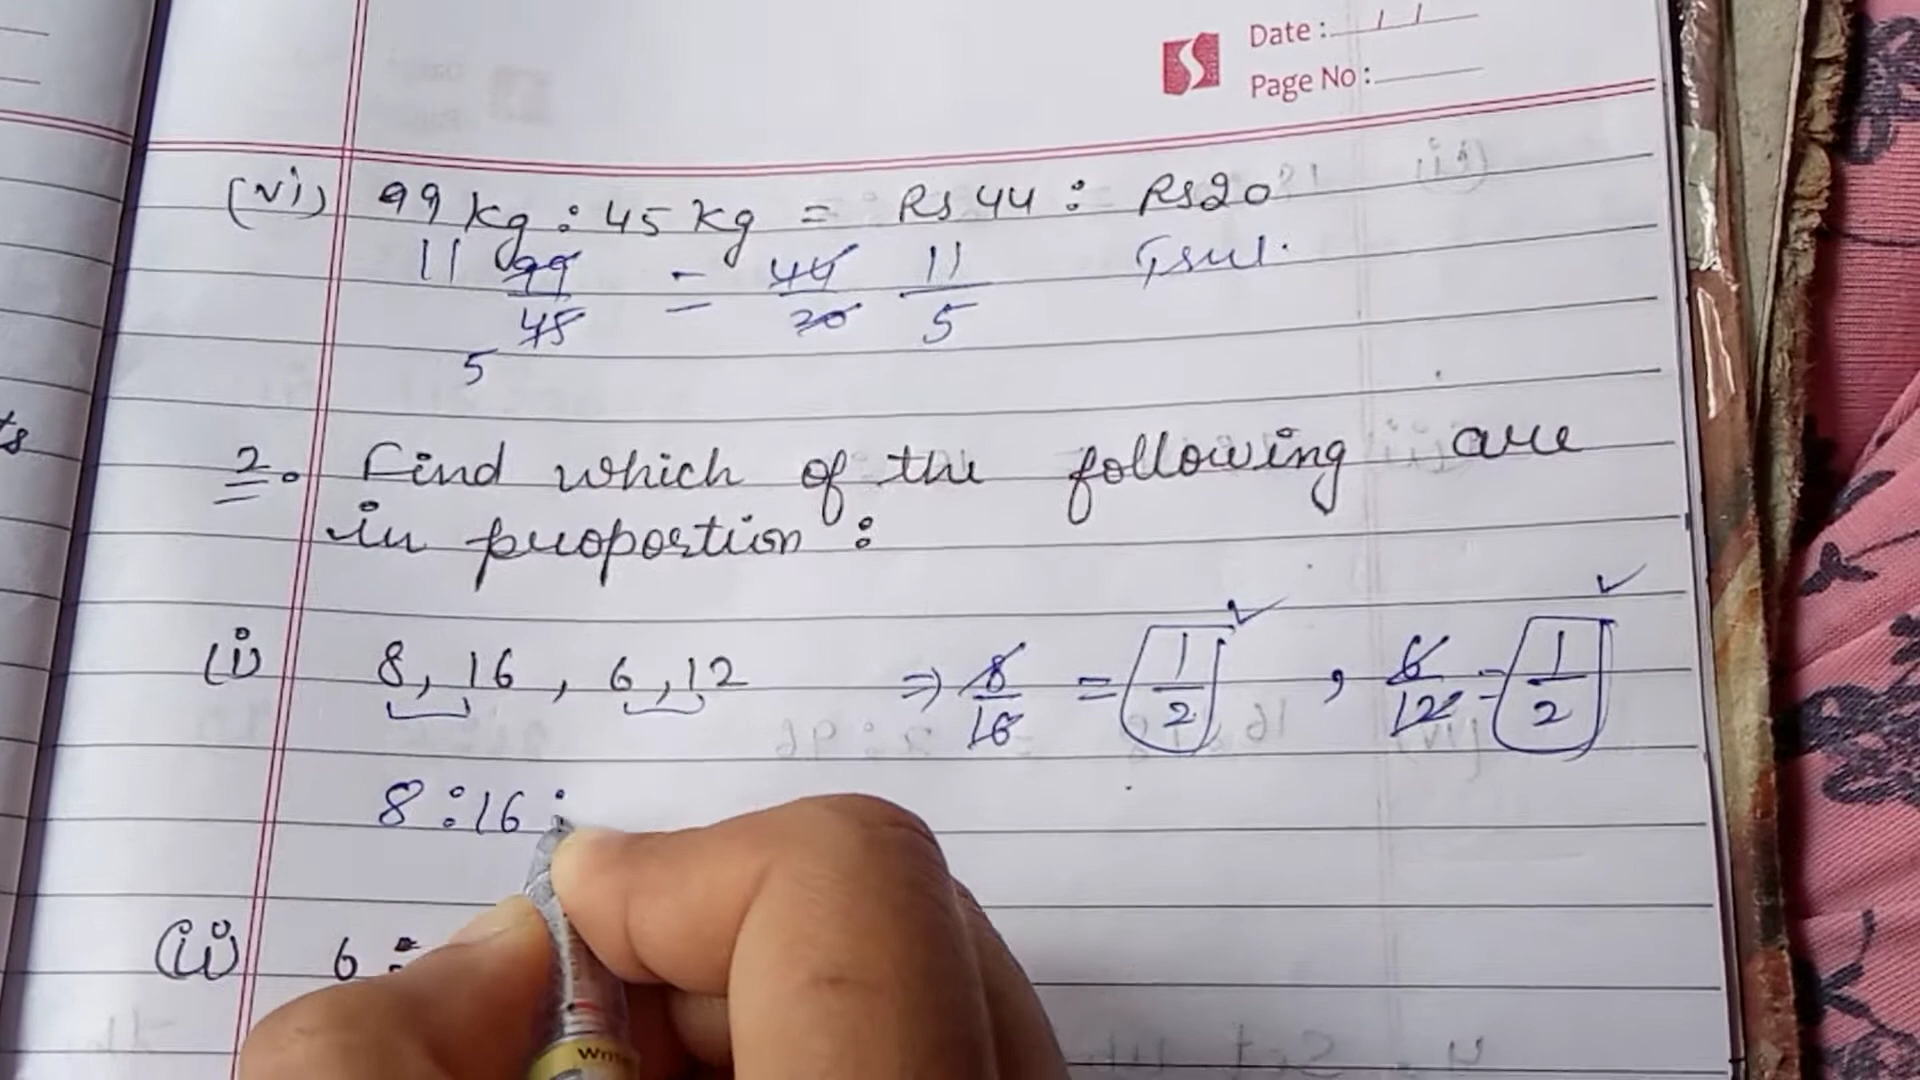 Date :
Page No :
(vi) 99 kg : 45 kg = Rs 44 : Rs 20
11 99/45 5 = 44/20 11/5
2. Find which of the following are
in proportion :
(i) 8, 16, 6, 12 ⇒ 8/16 = 1/2 ✓, 6/12 = 1/2 ✓
8 : 16 :
(ii) 6 :
Write